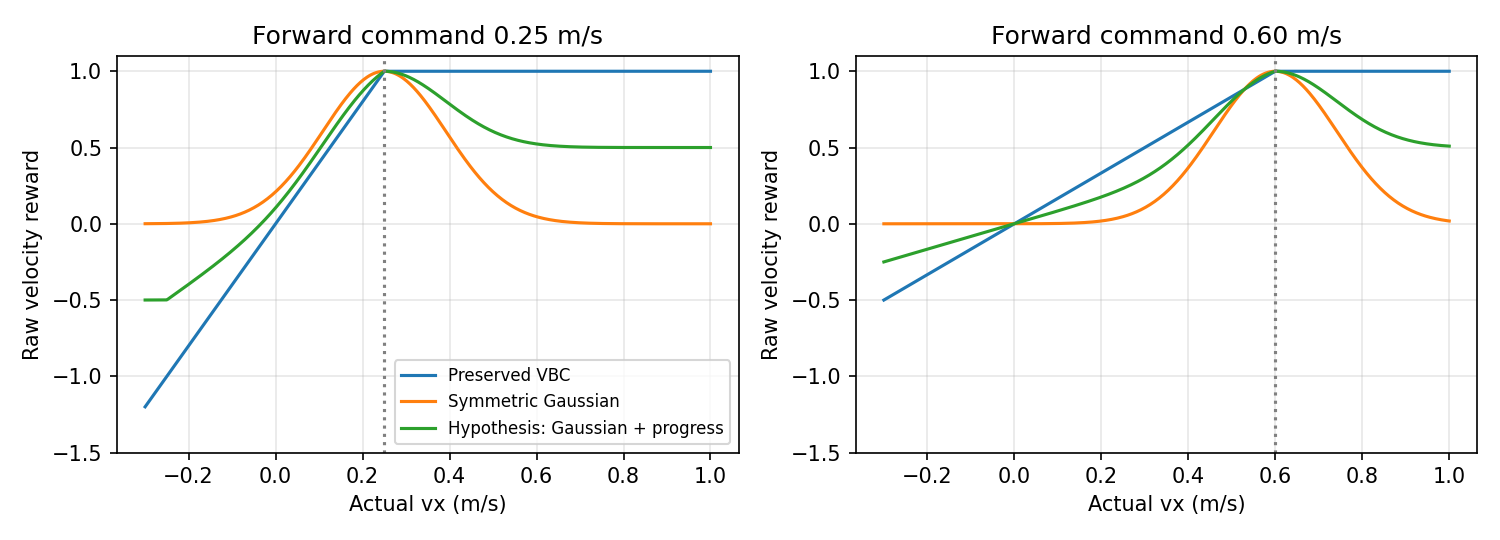 Forward command 0.25 m/s
Raw velocity reward
1.0
0.5
0.0
−0.5
−1.0
−1.5
Preserved VBC
Symmetric Gaussian
Hypothesis: Gaussian + progress
−0.2 0.0 0.2 0.4 0.6 0.8 1.0
Actual vx (m/s)
Forward command 0.60 m/s
Raw velocity reward
1.0
0.5
0.0
−0.5
−1.0
−1.5
−0.2 0.0 0.2 0.4 0.6 0.8 1.0
Actual vx (m/s)